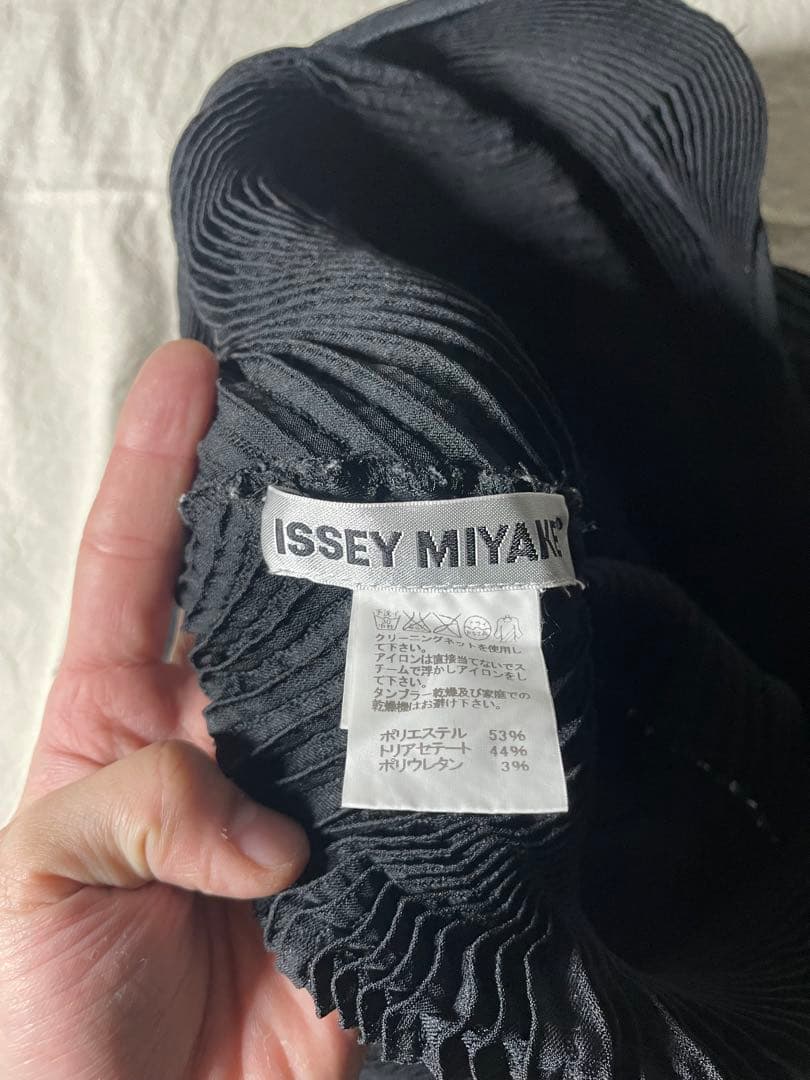 ISSEY MIYAKE
クリーニングネットを使用し
て下さい。
アイロンは直接当てないでス
チームで浮かしアイロンをし
て下さい。
タンブラー乾燥及び家庭での
乾燥機はお避け下さい。
ポリエステル 53%
トリアセテート 44%
ポリウレタン 3%